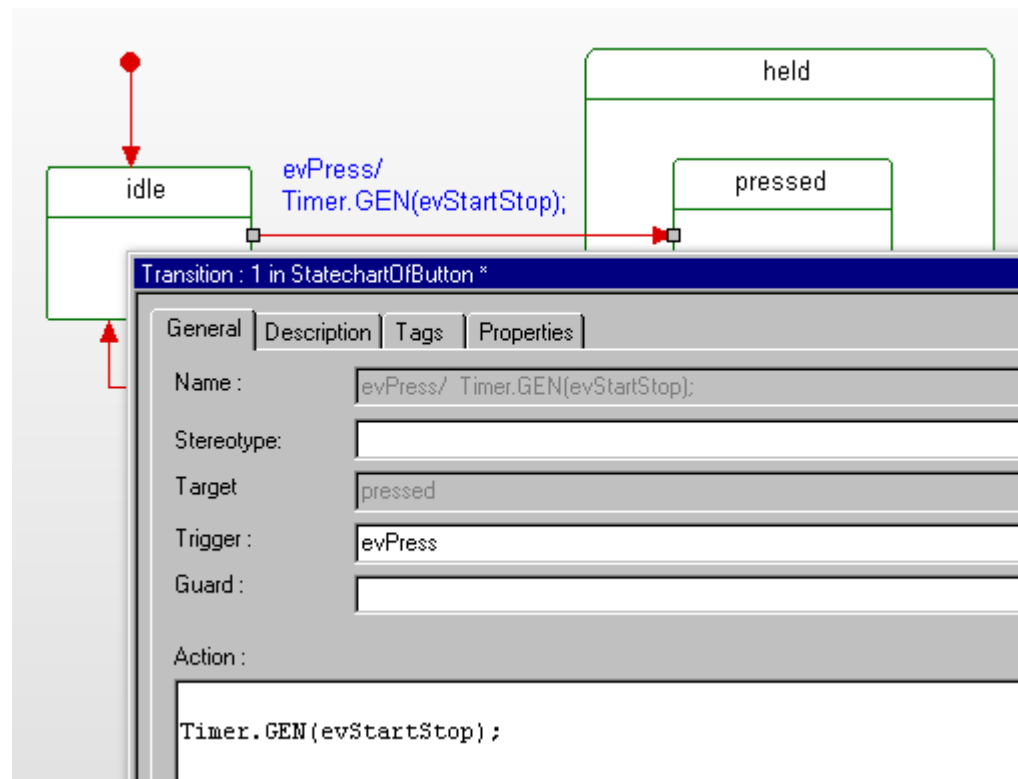 held
idle
evPress/
Timer.GEN(evStartStop);
pressed
Transition : 1 in StatechartOfButton *
General Description Tags Properties
Name : evPress/ Timer.GEN(evStartStop);
Stereotype:
Target pressed
Trigger : evPress
Guard :
Action :
Timer.GEN(evStartStop);